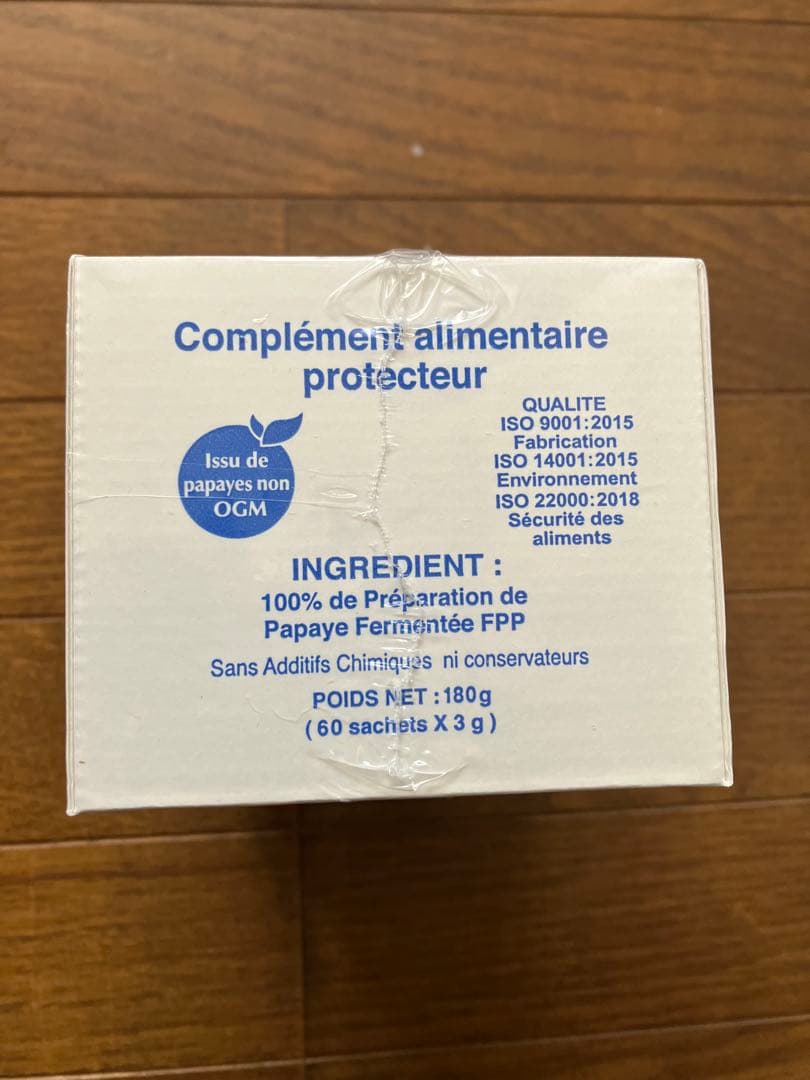 Complément alimentaire
protecteur
Issu de
papayes non
OGM
QUALITE
ISO 9001:2015
Fabrication
ISO 14001:2015
Environnement
ISO 22000:2018
Sécurité des
aliments
INGREDIENT :
100% de Préparation de
Papaye Fermentée FPP
Sans Additifs Chimiques ni conservateurs
POIDS NET :180g
( 60 sachets X 3 g )